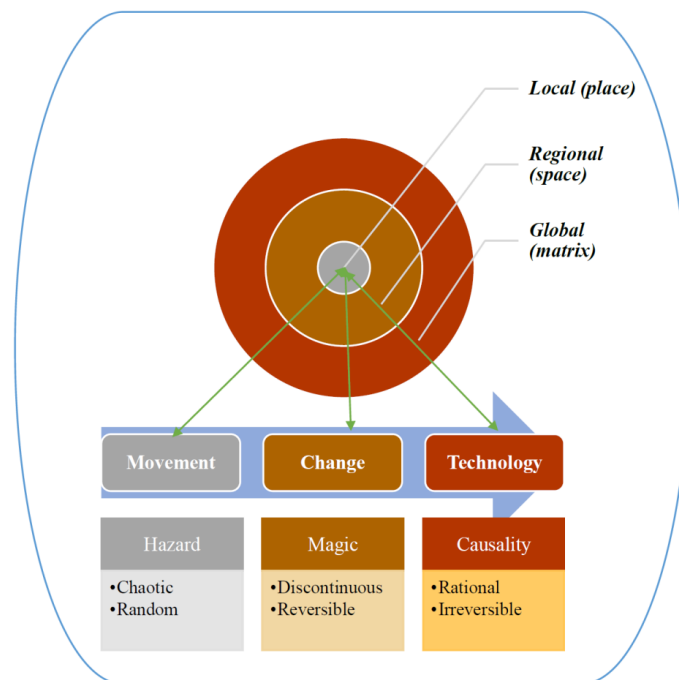 Local (place)
Regional
(space)
Global
(matrix)
Movement
Change
Technology
Hazard
Magic
Causality
•Chaotic
•Random
•Discontinuous
•Reversible
•Rational
•Irreversible